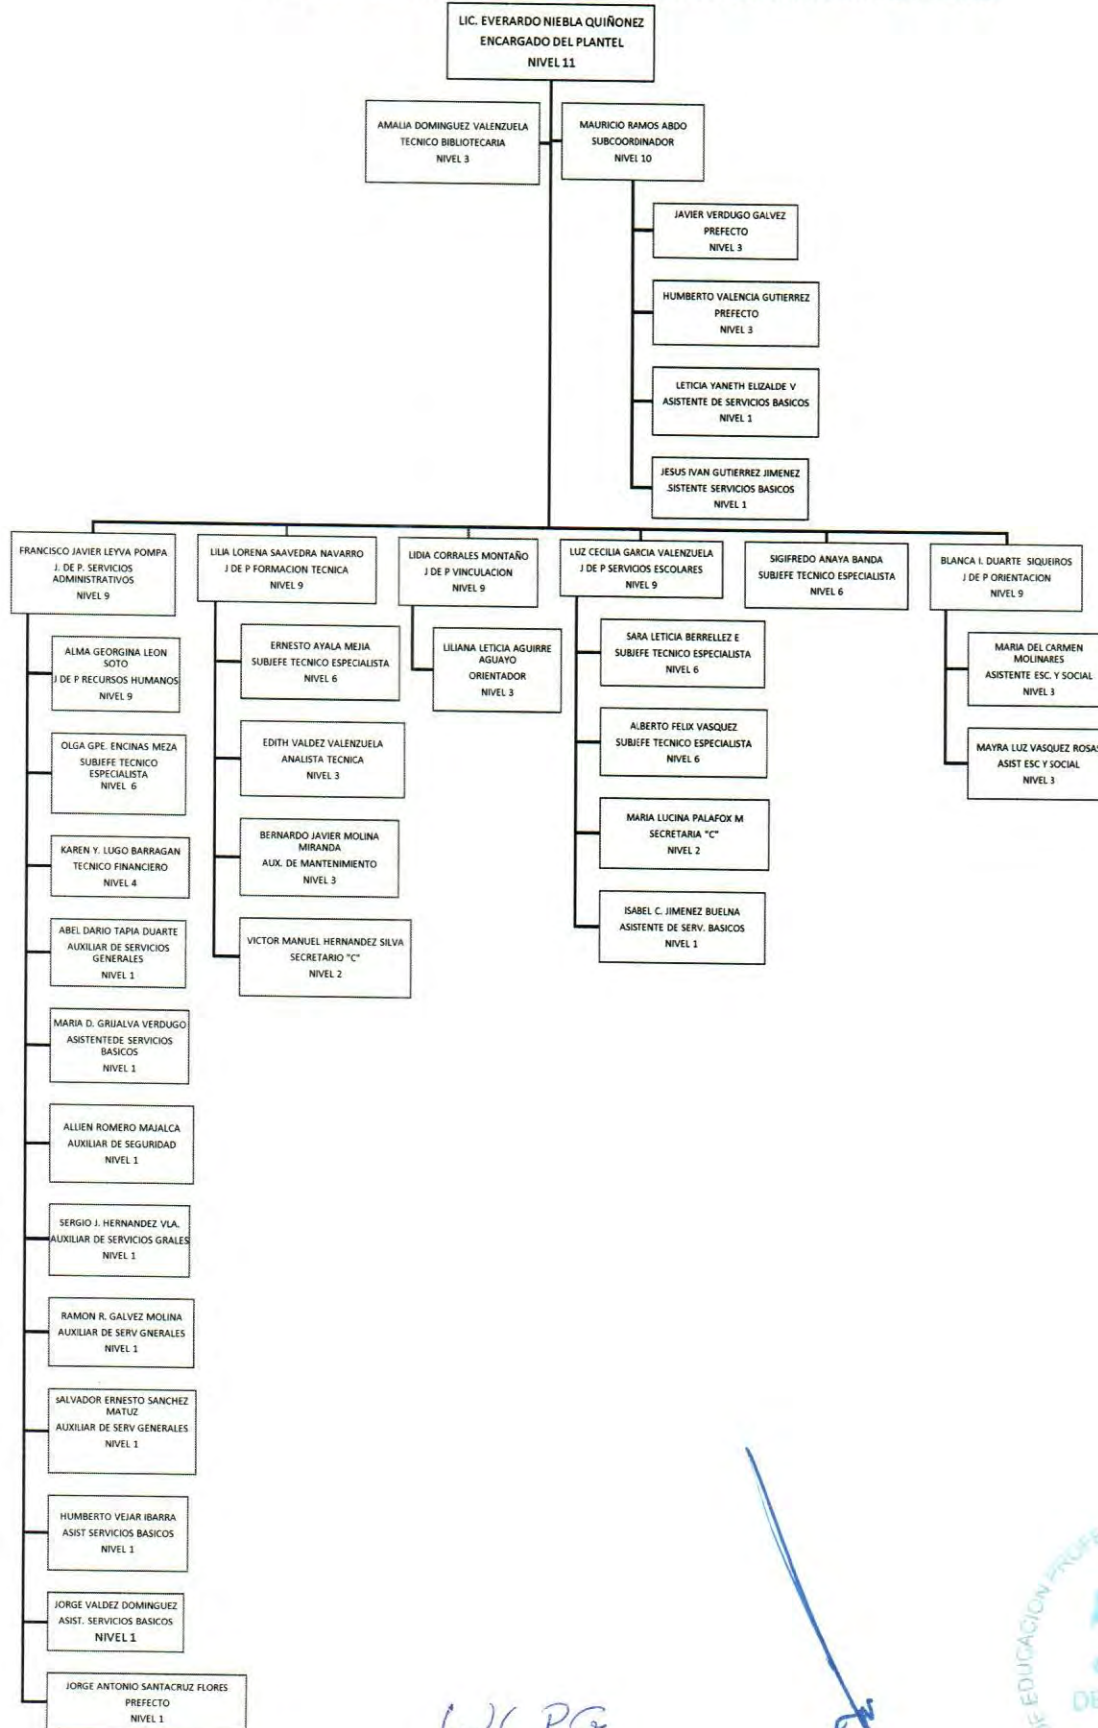 LIC. EVERARDO NIEBLA QUIÑONEZ
ENCARGADO DEL PLANTEL
NIVEL 11
AMALIA DOMINGUEZ VALENZUELA
TECNICO BIBLIOTECARIA
NIVEL 3
MAURICIO RAMOS ABDO
SUBCOORDINADOR
NIVEL 10
JAVIER VERDUGO GALVEZ
PREFECTO
NIVEL 3
HUMBERTO VALENCIA GUTIERREZ
PREFECTO
NIVEL 3
LETICIA YANETH ELIZALDE V
ASISTENTE DE SERVICIOS BASICOS
NIVEL 1
JESUS IVAN GUTIERREZ JIMENEZ
.SISTENTE SERVICIOS BASICOS
NIVEL 1
FRANCISCO JAVIER LEYVA POMPA
J. DE P. SERVICIOS
ADMINISTRATIVOS
NIVEL 9
ALMA GEORGINA LEON
SOTO
J DE P RECURSOS HUMANOS
NIVEL 9
OLGA GPE. ENCINAS MEZA
SUBJEFE TECNICO
ESPECIALISTA
NIVEL 6
KAREN Y. LUGO BARRAGAN
TECNICO FINANCIERO
NIVEL 4
ABEL DARIO TAPIA DUARTE
AUXILIAR DE SERVICIOS
GENERALES
NIVEL 1
MARIA D. GRIJALVA VERDUGO
ASISTENTEDE SERVICIOS
BASICOS
NIVEL 1
ALLIEN ROMERO MAJALCA
AUXILIAR DE SEGURIDAD
NIVEL 1
SERGIO J. HERNANDEZ VLA.
AUXILIAR DE SERVICIOS GRALES
NIVEL 1
RAMON R. GALVEZ MOLINA
AUXILIAR DE SERV GNERALES
NIVEL 1
sALVADOR ERNESTO SANCHEZ
MATUZ
AUXILIAR DE SERV GENERALES
NIVEL 1
HUMBERTO VEJAR IBARRA
ASIST SERVICIOS BASICOS
NIVEL 1
JORGE VALDEZ DOMINGUEZ
ASIST. SERVICIOS BASICOS
NIVEL 1
JORGE ANTONIO SANTACRUZ FLORES
PREFECTO
NIVEL 1
LILIA LORENA SAAVEDRA NAVARRO
J DE P FORMACION TECNICA
NIVEL 9
ERNESTO AYALA MEJIA
SUBJEFE TECNICO ESPECIALISTA
NIVEL 6
EDITH VALDEZ VALENZUELA
ANALISTA TECNICA
NIVEL 3
BERNARDO JAVIER MOLINA
MIRANDA
AUX. DE MANTENIMIENTO
NIVEL 3
VICTOR MANUEL HERNANDEZ SILVA
SECRETARIO "C"
NIVEL 2
LIDIA CORRALES MONTAÑO
J DE P VINCULACION
NIVEL 9
LILIANA LETICIA AGUIRRE
AGUAYO
ORIENTADOR
NIVEL 3
LUZ CECILIA GARCIA VALENZUELA
J DE P SERVICIOS ESCOLARES
NIVEL 9
SARA LETICIA BERRELLEZ E
SUBJEFE TECNICO ESPECIALISTA
NIVEL 6
ALBERTO FELIX VASQUEZ
SUBJEFE TECNICO ESPECIALISTA
NIVEL 6
MARIA LUCINA PALAFOX M
SECRETARIA "C"
NIVEL 2
ISABEL C. JIMENEZ BUELNA
ASISTENTE DE SERV. BASICOS
NIVEL 1
SIGIFREDO ANAYA BANDA
SUBJEFE TECNICO ESPECIALISTA
NIVEL 6
BLANCA I. DUARTE SIQUEIROS
J DE P ORIENTACION
NIVEL 9
MARIA DEL CARMEN
MOLINARES
ASISTENTE ESC. Y SOCIAL
NIVEL 3
MAYRA LUZ VASQUEZ ROSAS
ASIST ESC Y SOCIAL
NIVEL 3
EDUCACION
DE